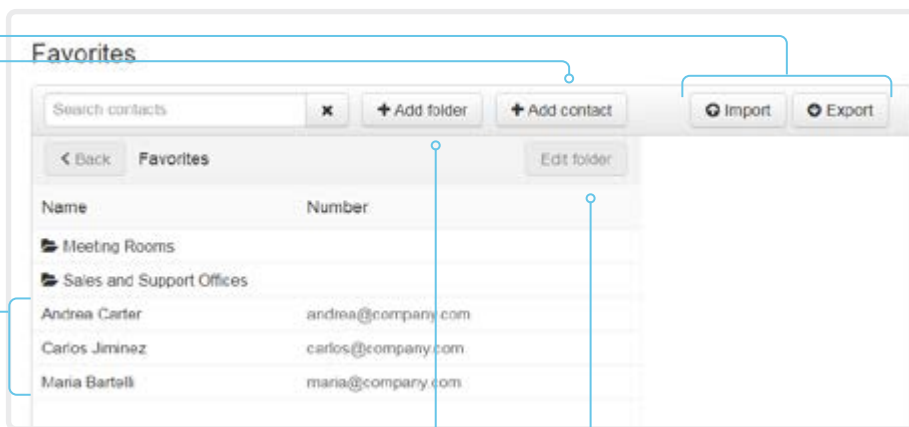 Favorites
Search contacts × + Add folder + Add contact Import Export
Back Favorites Edit folder
Name Number
Meeting Rooms
Sales and Support Offices
Andrea Carter andrea@company.com
Carlos Jiminez carlos@company.com
Maria Bartelli maria@company.com